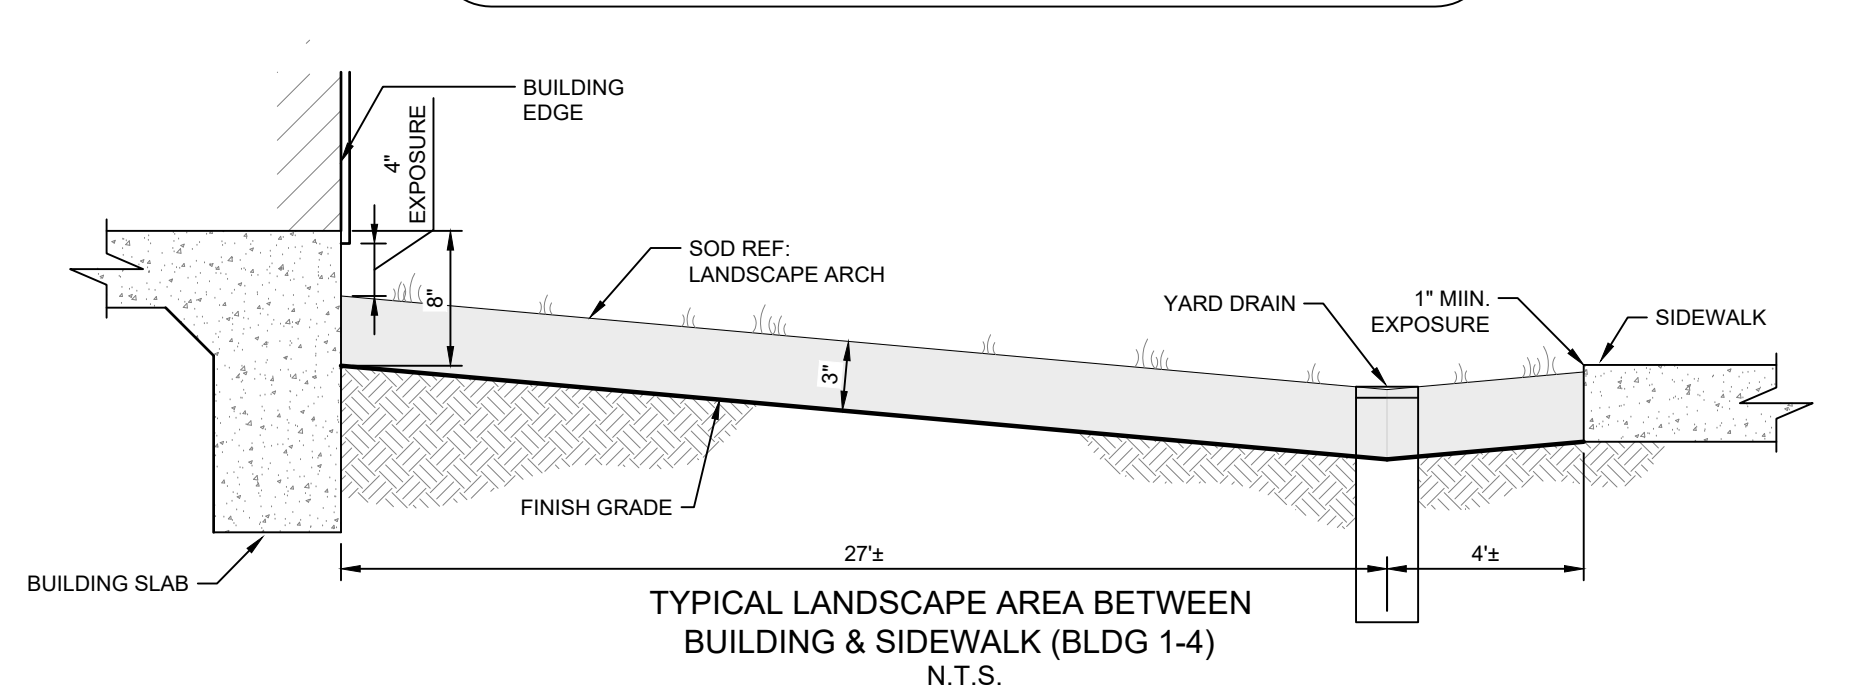 BUILDING
EDGE
4"
EXPOSURE
8"
SOD REF:
LANDSCAPE ARCH
3"
YARD DRAIN
1" MIIN.
EXPOSURE
SIDEWALK
FINISH GRADE
BUILDING SLAB
27'±
4'±
TYPICAL LANDSCAPE AREA BETWEEN
BUILDING & SIDEWALK (BLDG 1-4)
N.T.S.